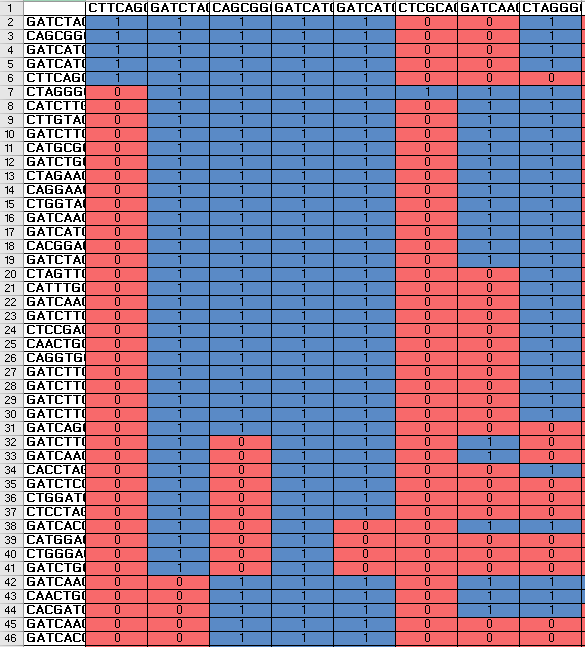 1 CTTCAG GATCTA CAGCGG GATCAT GATCAT CTCGCA GATCAA CTAGGG
2 GATCTA 1 1 1 1 1 0 0 1
3 CAGCGG 1 1 1 1 1 0 0 1
4 GATCAT 1 1 1 1 1 0 0 1
5 GATCAT 1 1 1 1 1 0 0 1
6 CTTCAG 1 1 1 1 1 0 0 0
7 CTAGGG 0 1 1 1 1 1 1 1
8 CATCTT 0 1 1 1 1 0 1 1
9 CTTGTA 0 1 1 1 1 0 1 1
10 GATCTT 0 1 1 1 1 0 1 1
11 CATGCG 0 1 1 1 1 0 1 1
12 GATCTG 0 1 1 1 1 0 1 1
13 CTAGAA 0 1 1 1 1 0 1 1
14 CAGGAA 0 1 1 1 1 0 1 1
15 CTGGTA 0 1 1 1 1 0 1 1
16 GATCAA 0 1 1 1 1 0 1 1
17 GATCAT 0 1 1 1 1 0 1 1
18 CACGGA 0 1 1 1 1 0 1 1
19 GATCTA 0 1 1 1 1 0 1 1
20 CTAGTT 0 1 1 1 1 0 0 1
21 CATTTG 0 1 1 1 1 0 0 1
22 GATCAA 0 1 1 1 1 0 0 1
23 GATCTT 0 1 1 1 1 0 0 1
24 CTCCGA 0 1 1 1 1 0 0 1
25 CAACTG 0 1 1 1 1 0 0 1
26 CAGGTG 0 1 1 1 1 0 0 1
27 GATCTT 0 1 1 1 1 0 0 1
28 GATCTT 0 1 1 1 1 0 0 1
29 GATCTT 0 1 1 1 1 0 0 1
30 GATCTT 0 1 1 1 1 0 0 1
31 GATCAG 0 1 1 1 1 0 0 0
32 GATCTT 0 1 0 1 1 0 1 0
33 GATCAA 0 1 0 1 1 0 1 0
34 CACCTA 0 1 0 1 1 0 0 1
35 GATCTC 0 1 0 1 1 0 0 0
36 CTGGAT 0 1 0 1 1 0 0 0
37 CTCCTA 0 1 0 1 1 0 0 0
38 GATCAC 0 1 0 1 0 0 1 1
39 CATGGA 0 1 0 1 0 0 0 0
40 CTGGGA 0 1 0 1 0 0 0 0
41 GATCTG 0 1 0 1 0 0 0 0
42 GATCAA 0 0 1 1 1 0 1 1
43 CAACTG 0 0 1 1 1 0 1 1
44 CACGAT 0 0 1 1 1 0 1 1
45 GATCAA 0 0 1 1 1 0 0 0
46 GATCAC 0 0 1 1 1 0 0 0